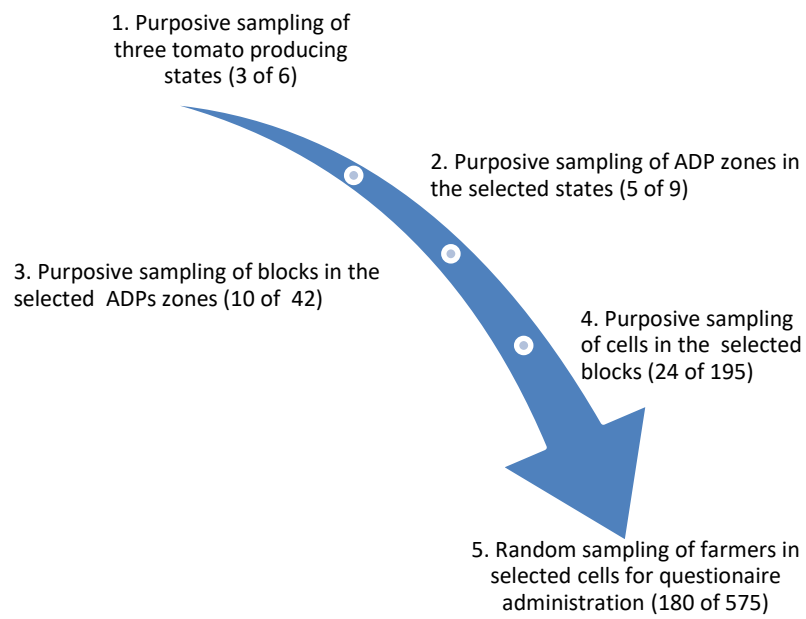 1. Purposive sampling of
three tomato producing
states (3 of 6)
2. Purposive sampling of ADP zones in
the selected states (5 of 9)
3. Purposive sampling of blocks in the
selected  ADPs zones (10 of  42)
4. Purposive sampling
of cells in the  selected
blocks (24 of 195)
5. Random sampling of farmers in
selected cells for questionaire
administration (180 of 575)